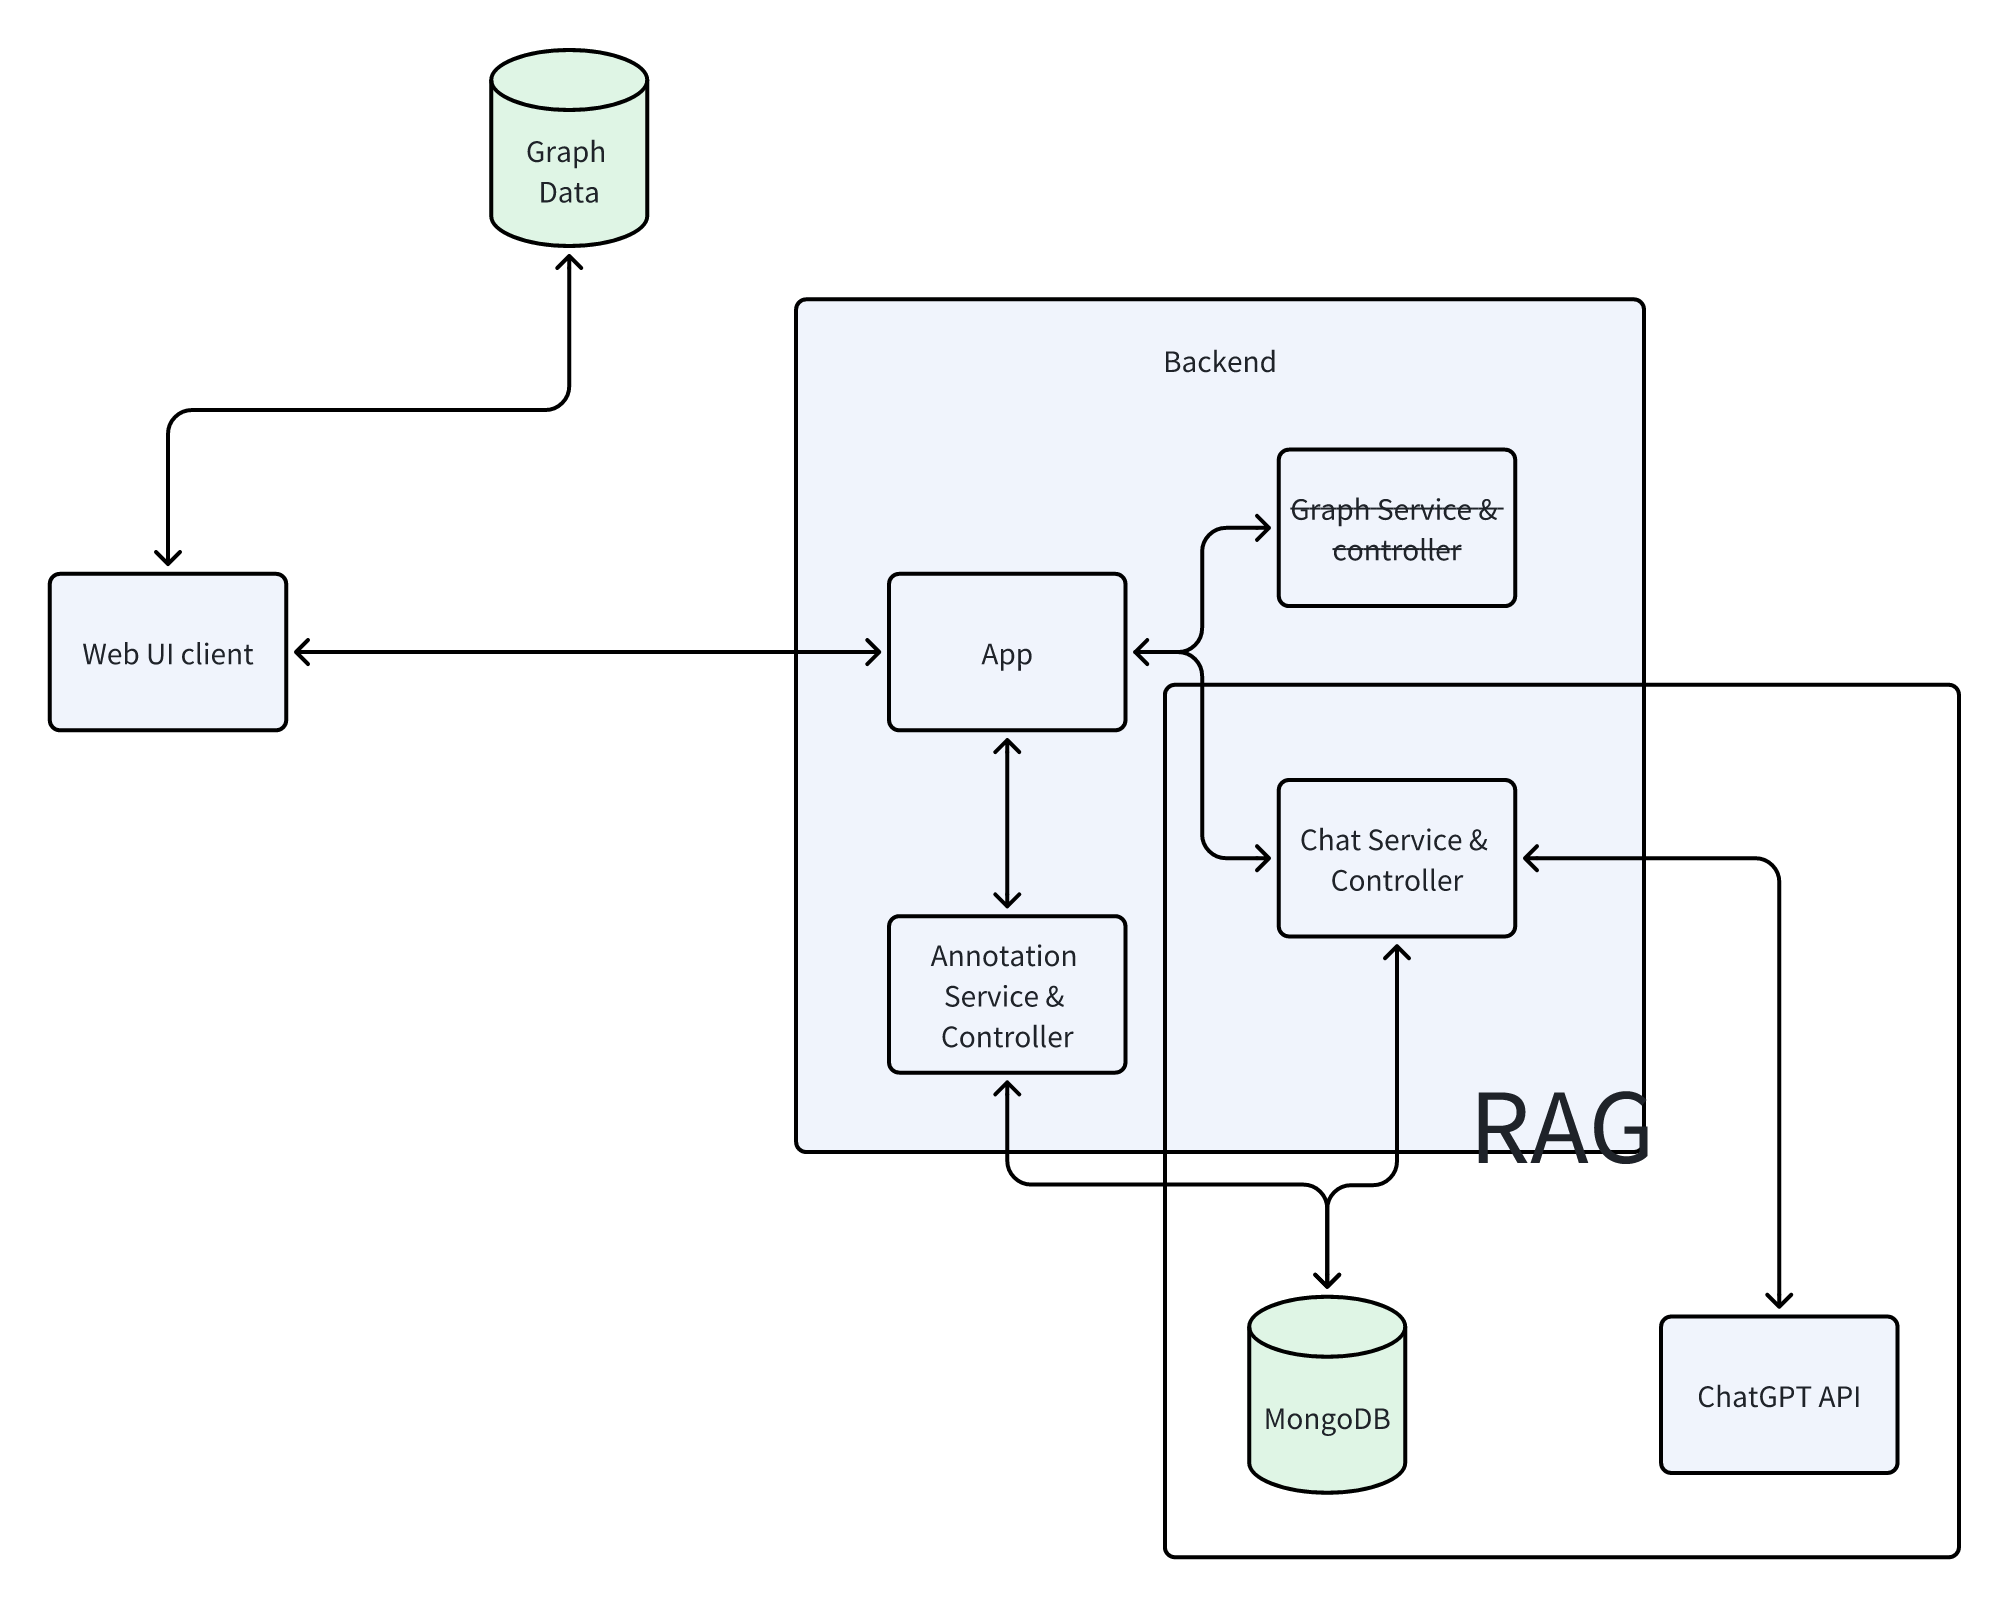 Graph
Data
Backend
Graph Service &
controller
Web UI client
App
Chat Service &
Controller
Annotation
Service &
Controller
RAG
MongoDB
ChatGPT API